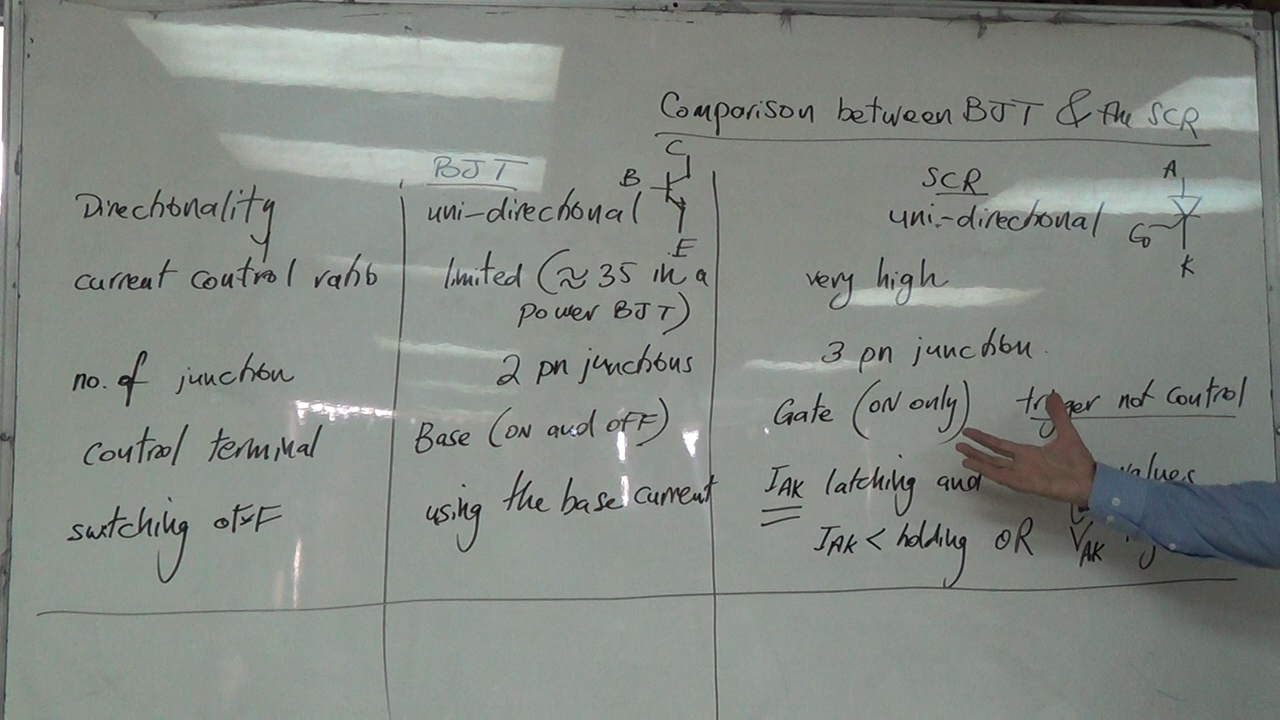 Comparison between BJT & the SCR
BJT
C
B
E
SCR
A
G
K
Directionality
uni-directional
uni-directional
current control ratio
limited (≈ 35 in a
power BJT)
very high
no. of junction
2 pn junctions
3 pn junction.
control terminal
Base (ON and OFF)
Gate (ON only)
trigger not control
switching OFF
using the base current
IAK latching and
values
IAK < holding OR
VAK